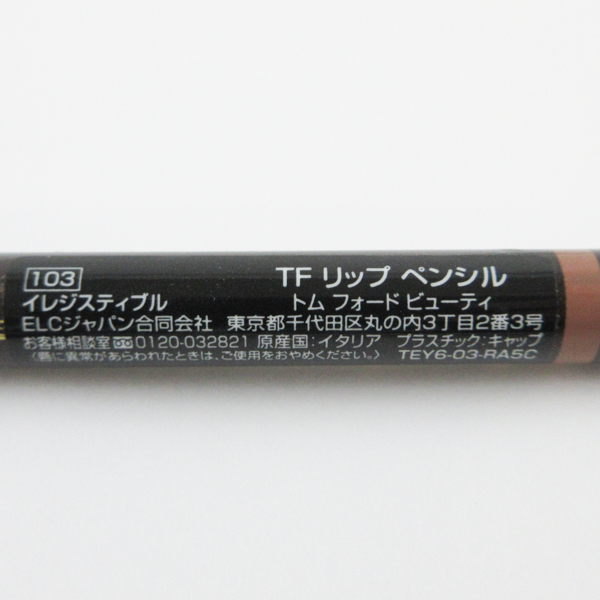 103 TF リップ ペンシル
イレジスティブル トム フォード ビューティ
ELCジャパン合同会社 東京都千代田区丸の内3丁目2番3号
お客様相談室 0120-032821 原産国:イタリア プラスチック:キャップ
〈唇に異常があらわれたときは、ご使用をおやめください。〉 TEY6-03-RA5C